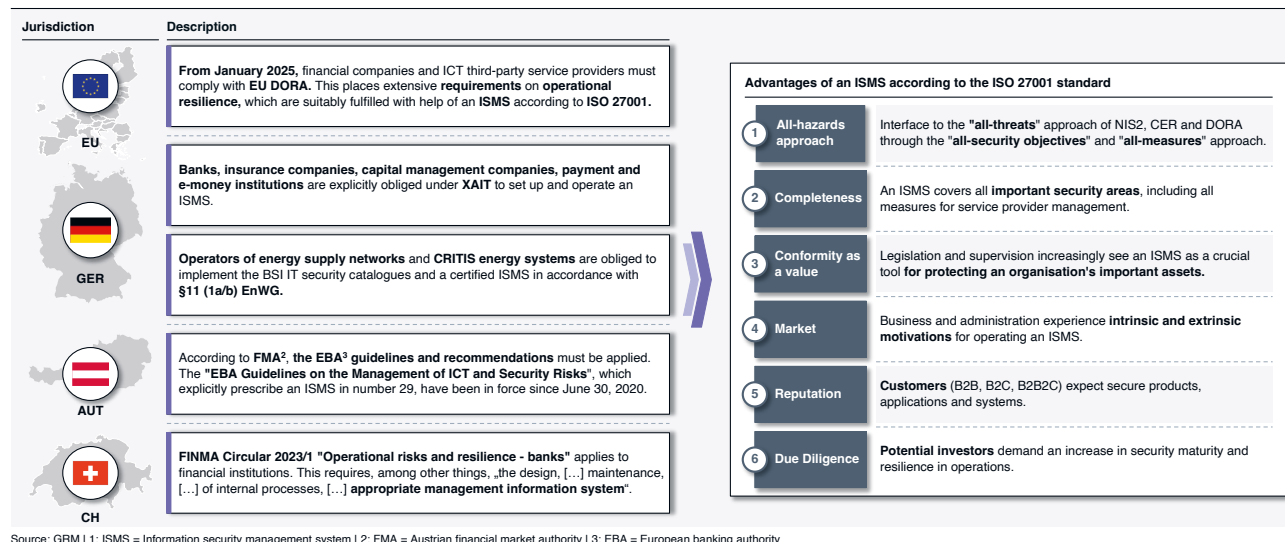 Jurisdiction
Description
EU
From January 2025, financial companies and ICT third-party service providers must
comply with EU DORA. This places extensive requirements on operational
resilience, which are suitably fulfilled with help of an ISMS according to ISO 27001.
GER
Banks, insurance companies, capital management companies, payment and
e-money institutions are explicitly obliged under XAIT to set up and operate an
ISMS.
Operators of energy supply networks and CRITIS energy systems are obliged to
implement the BSI IT security catalogues and a certified ISMS in accordance with
§11 (1a/b) EnWG.
AUT
According to FMA², the EBA³ guidelines and recommendations must be applied.
The "EBA Guidelines on the Management of ICT and Security Risks", which
explicitly prescribe an ISMS in number 29, have been in force since June 30, 2020.
CH
FINMA Circular 2023/1 "Operational risks and resilience - banks" applies to
financial institutions. This requires, among other things, „the design, […] maintenance,
[…] of internal processes, […] appropriate management information system“.
Advantages of an ISMS according to the ISO 27001 standard
1
All-hazards
approach
Interface to the "all-threats" approach of NIS2, CER and DORA
through the "all-security objectives" and "all-measures" approach.
2
Completeness
An ISMS covers all important security areas, including all
measures for service provider management.
3
Conformity as
a value
Legislation and supervision increasingly see an ISMS as a crucial
tool for protecting an organisation's important assets.
4
Market
Business and administration experience intrinsic and extrinsic
motivations for operating an ISMS.
5
Reputation
Customers (B2B, B2C, B2B2C) expect secure products,
applications and systems.
6
Due Diligence
Potential investors demand an increase in security maturity and
resilience in operations.
Source: GRM | 1: ISMS = Information security management system | 2: FMA = Austrian financial market authority | 3: EBA = European banking authority